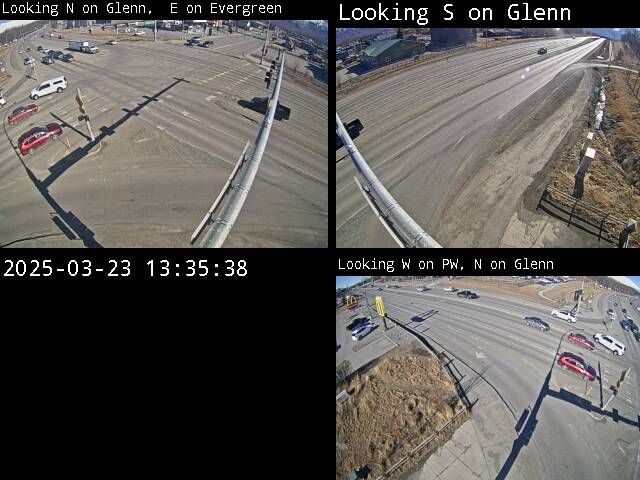 Looking N on Glenn,  E on Evergreen
Looking S on Glenn
2025-03-23 13:35:38
Looking W on PW, N on Glenn